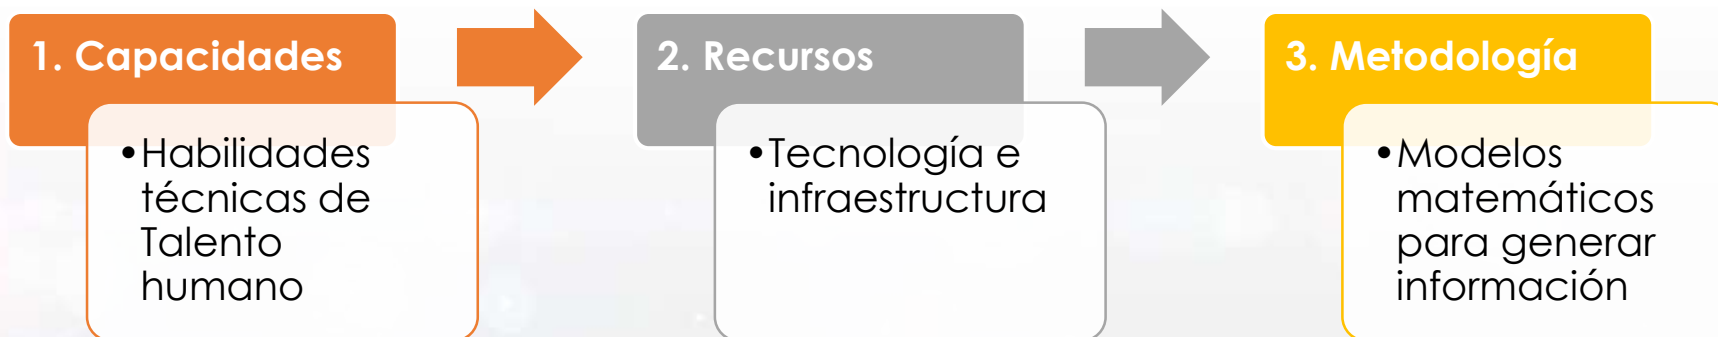 1. Capacidades
•Habilidades
técnicas de
Talento
humano
2. Recursos
•Tecnología e
infraestructura
3. Metodología
•Modelos
matemáticos
para generar
información